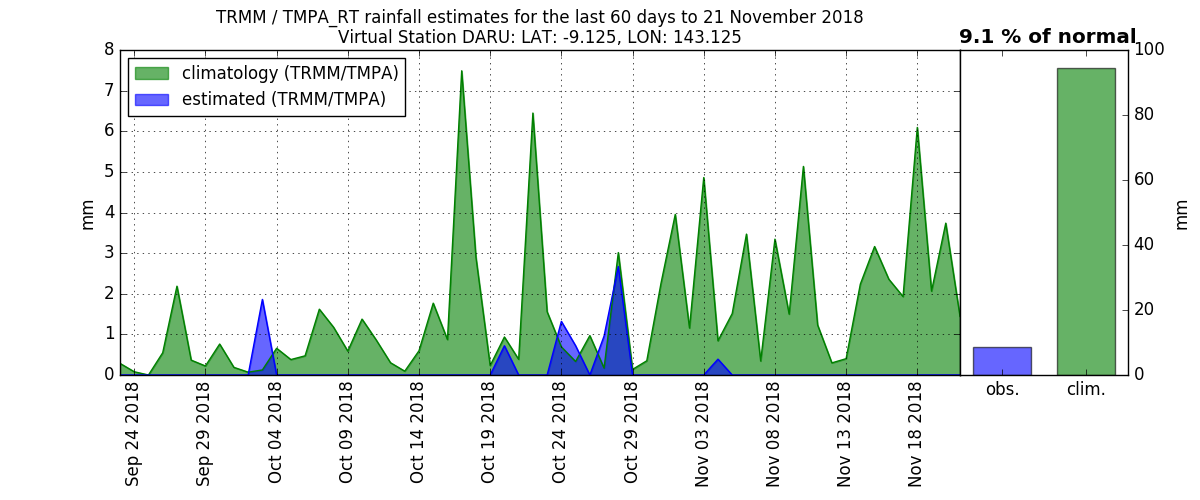 TRMM / TMPA_RT rainfall estimates for the last 60 days to 21 November 2018
Virtual Station DARU: LAT: -9.125, LON: 143.125
9.1 % of normal
climatology (TRMM/TMPA)
estimated (TRMM/TMPA)
8
7
6
5
4
3
2
1
0
mm
Sep 24 2018
Sep 29 2018
Oct 04 2018
Oct 09 2018
Oct 14 2018
Oct 19 2018
Oct 24 2018
Oct 29 2018
Nov 03 2018
Nov 08 2018
Nov 13 2018
Nov 18 2018
obs.
clim.
100
80
60
40
20
0
mm